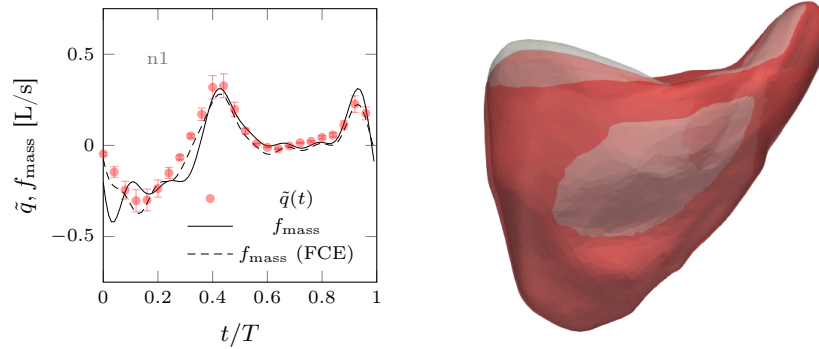 0.5
n1
0
−0.5
q̃, f_mass [L/s]
q̃(t)
f_mass
f_mass (FCE)
0 0.2 0.4 0.6 0.8 1
t/T